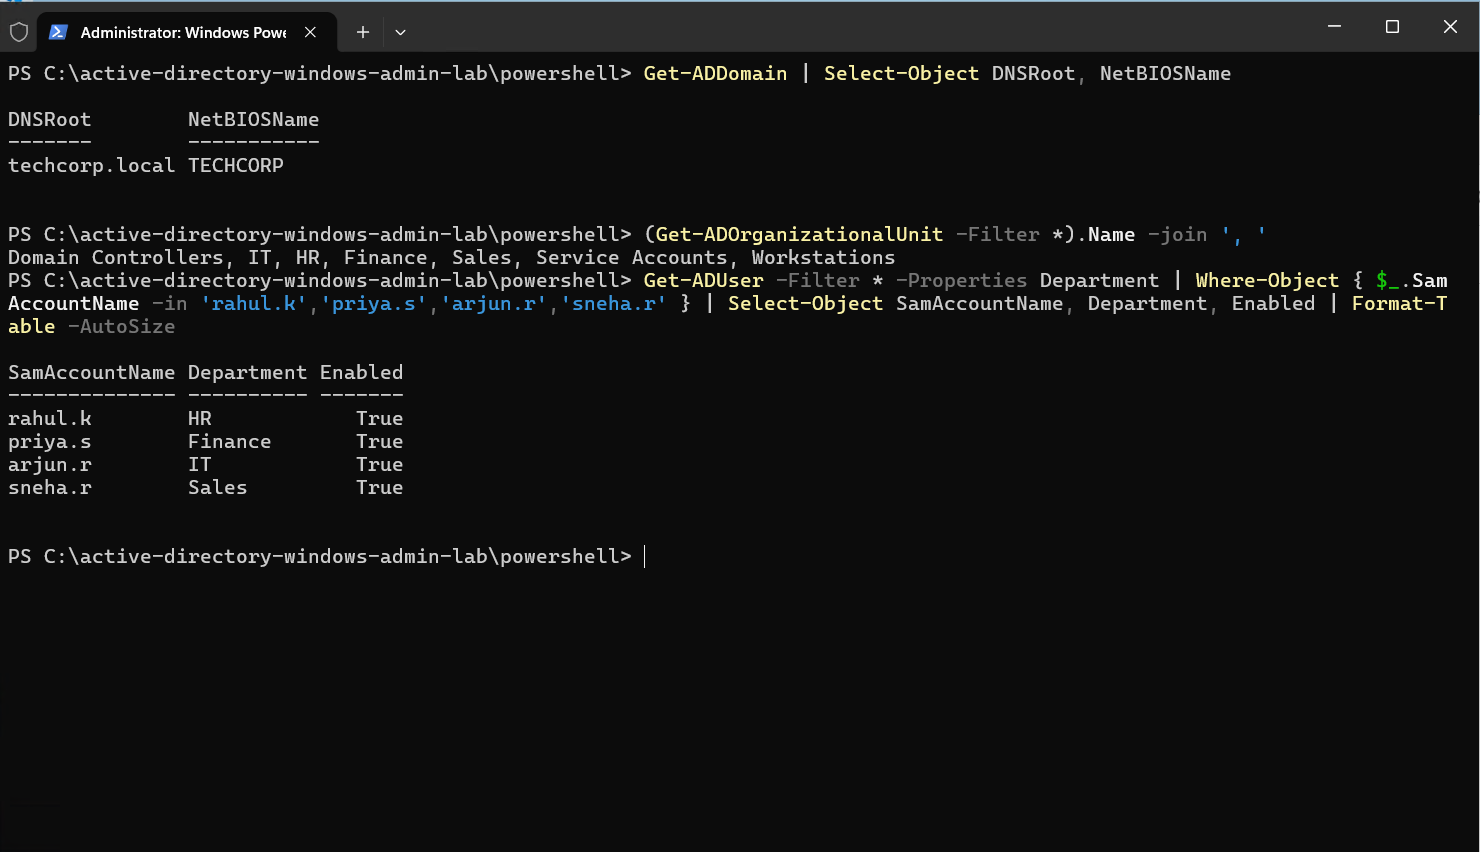 Administrator: Windows Powe
PS C:\active-directory-windows-admin-lab\powershell> Get-ADDomain | Select-Object DNSRoot, NetBIOSName
DNSRoot        NetBIOSName
-------        -----------
techcorp.local TECHCORP
PS C:\active-directory-windows-admin-lab\powershell> (Get-ADOrganizationalUnit -Filter *).Name -join ', '
Domain Controllers, IT, HR, Finance, Sales, Service Accounts, Workstations
PS C:\active-directory-windows-admin-lab\powershell> Get-ADUser -Filter * -Properties Department | Where-Object { $_.Sam
AccountName -in 'rahul.k','priya.s','arjun.r','sneha.r' } | Select-Object SamAccountName, Department, Enabled | Format-T
able -AutoSize
SamAccountName Department Enabled
-------------- ---------- -------
rahul.k        HR            True
priya.s        Finance       True
arjun.r        IT            True
sneha.r        Sales         True
PS C:\active-directory-windows-admin-lab\powershell>